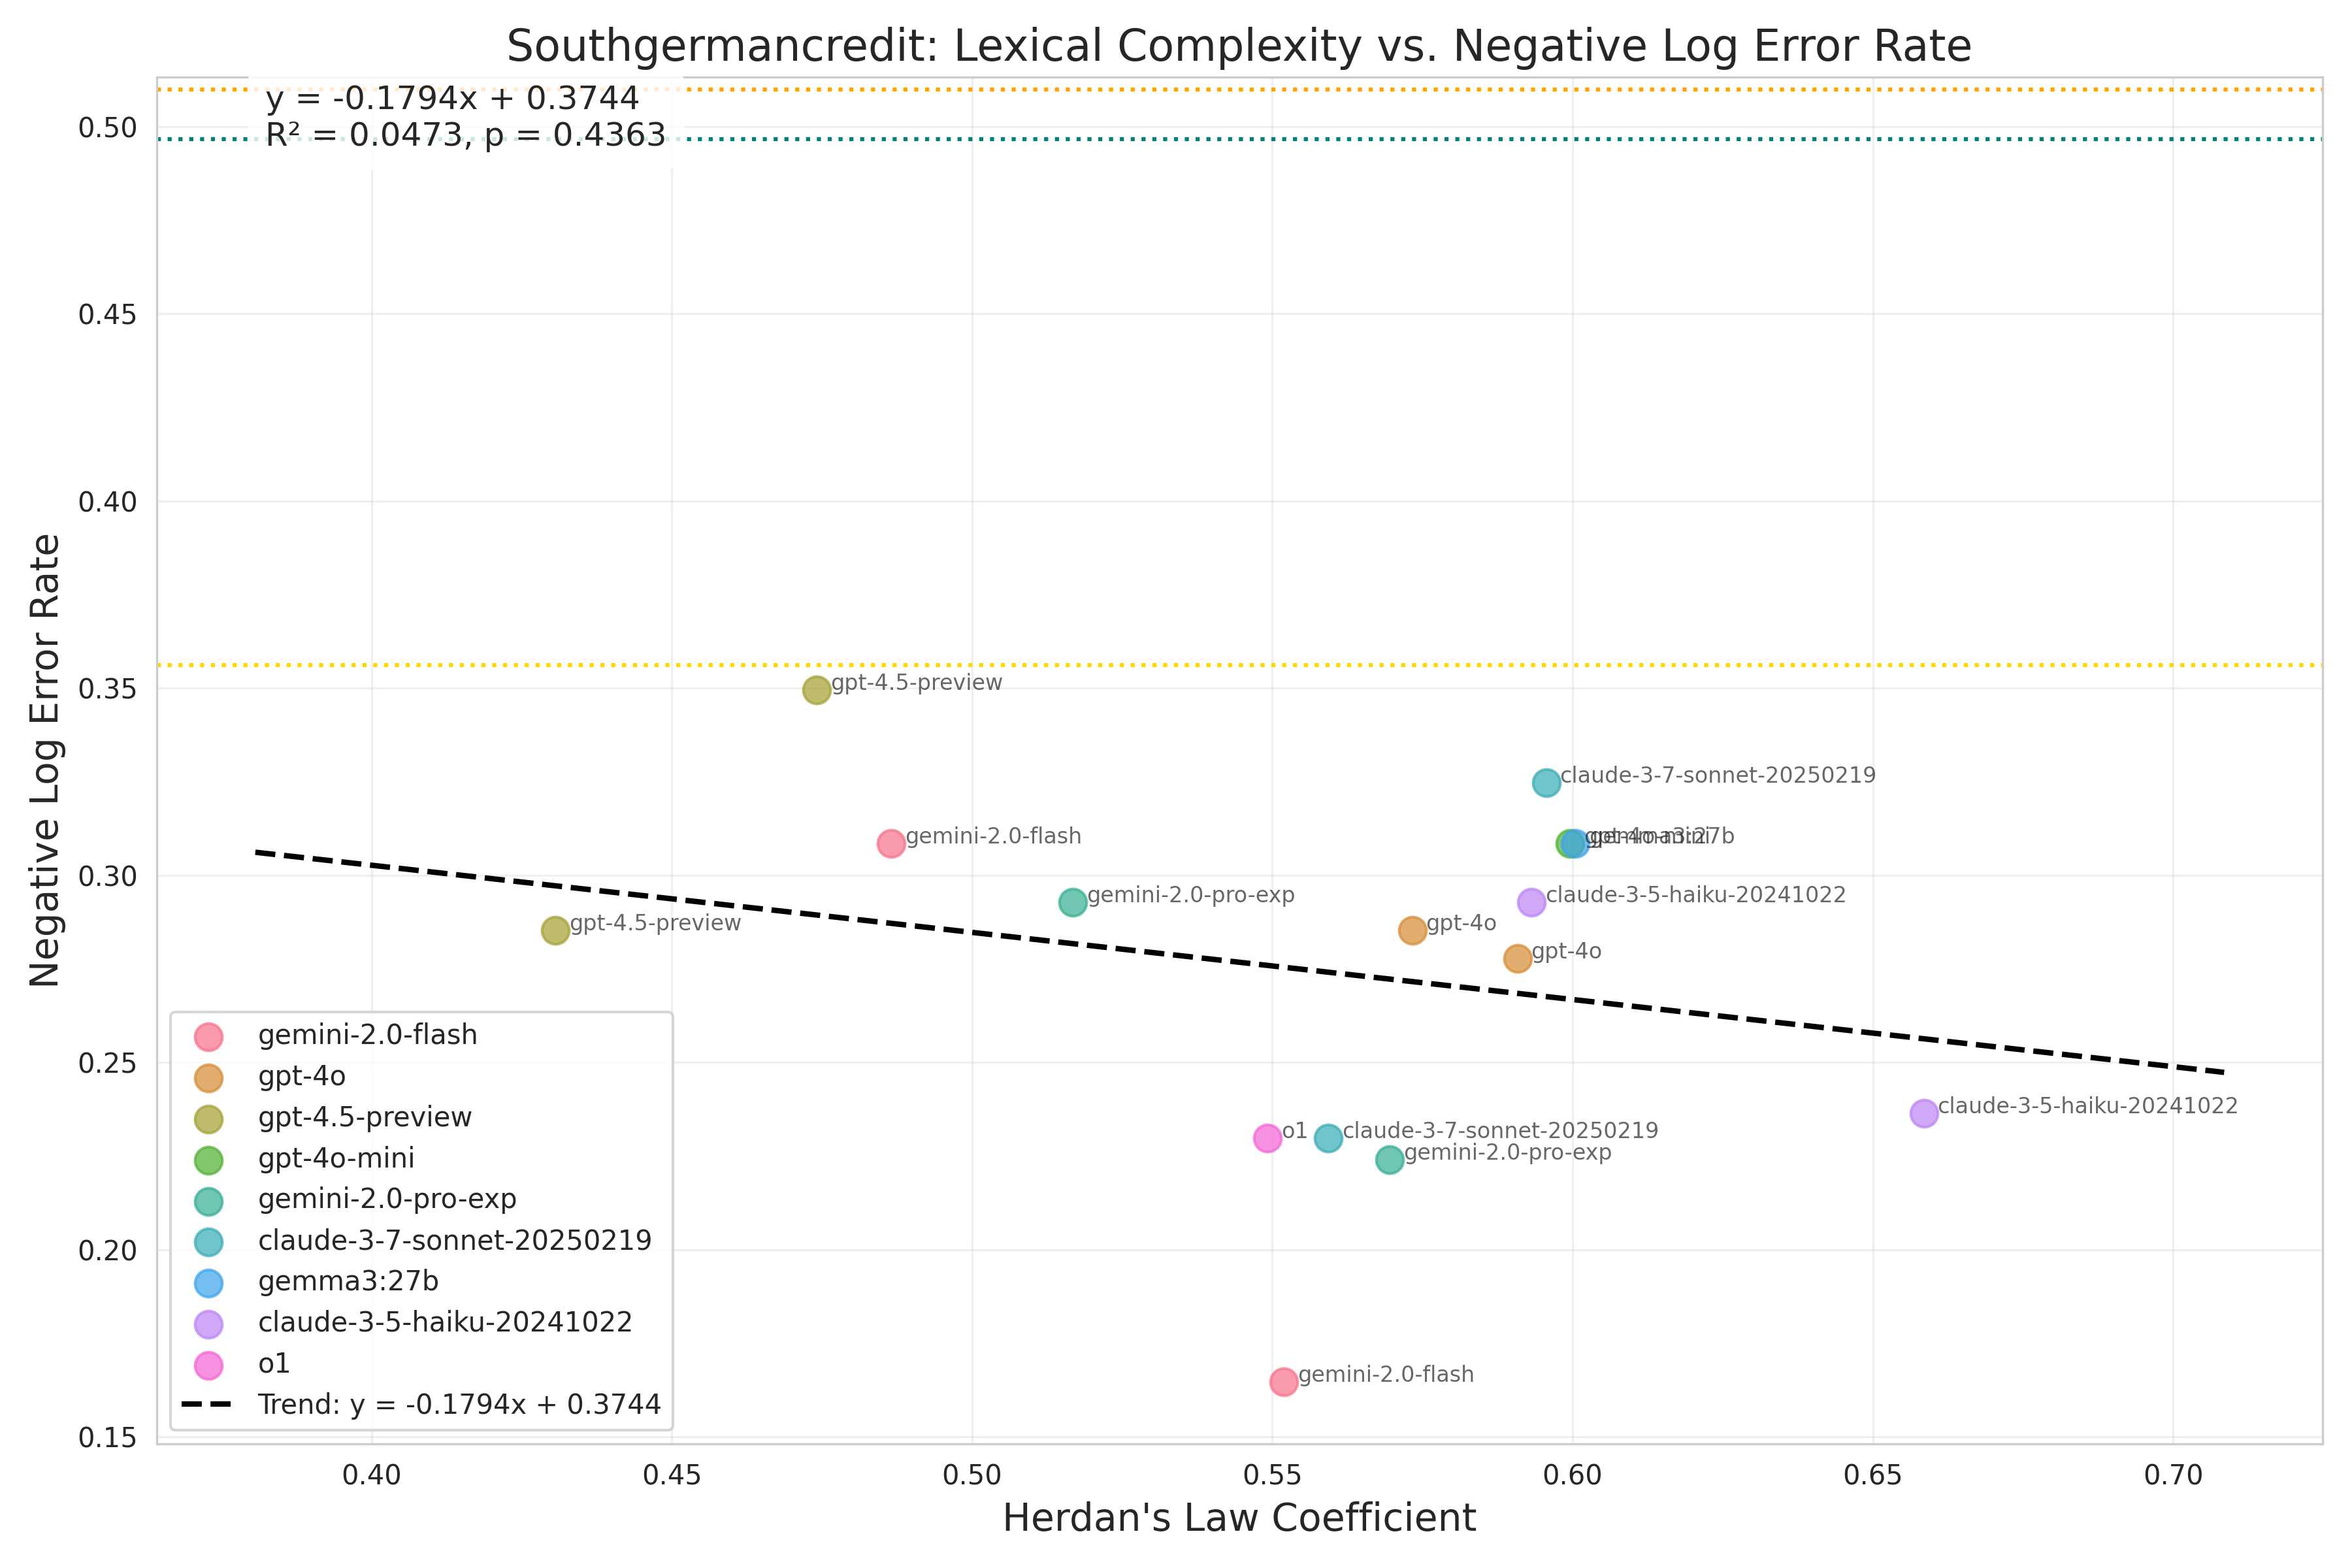 Southgermancredit: Lexical Complexity vs. Negative Log Error Rate
y = -0.1794x + 0.3744
R² = 0.0473, p = 0.4363
Negative Log Error Rate
0.50
0.45
0.40
0.35
0.30
0.25
0.20
0.15
gpt-4.5-preview
claude-3-7-sonnet-20250219
gemini-2.0-flash
gpt-4o-mini
gemma3:27b
gemini-2.0-pro-exp
claude-3-5-haiku-20241022
gpt-4.5-preview
gpt-4o
gpt-4o
claude-3-5-haiku-20241022
o1
claude-3-7-sonnet-20250219
gemini-2.0-pro-exp
gemini-2.0-flash
gemini-2.0-flash
gpt-4o
gpt-4.5-preview
gpt-4o-mini
gemini-2.0-pro-exp
claude-3-7-sonnet-20250219
gemma3:27b
claude-3-5-haiku-20241022
o1
Trend: y = -0.1794x + 0.3744
0.40
0.45
0.50
0.55
0.60
0.65
0.70
Herdan's Law Coefficient